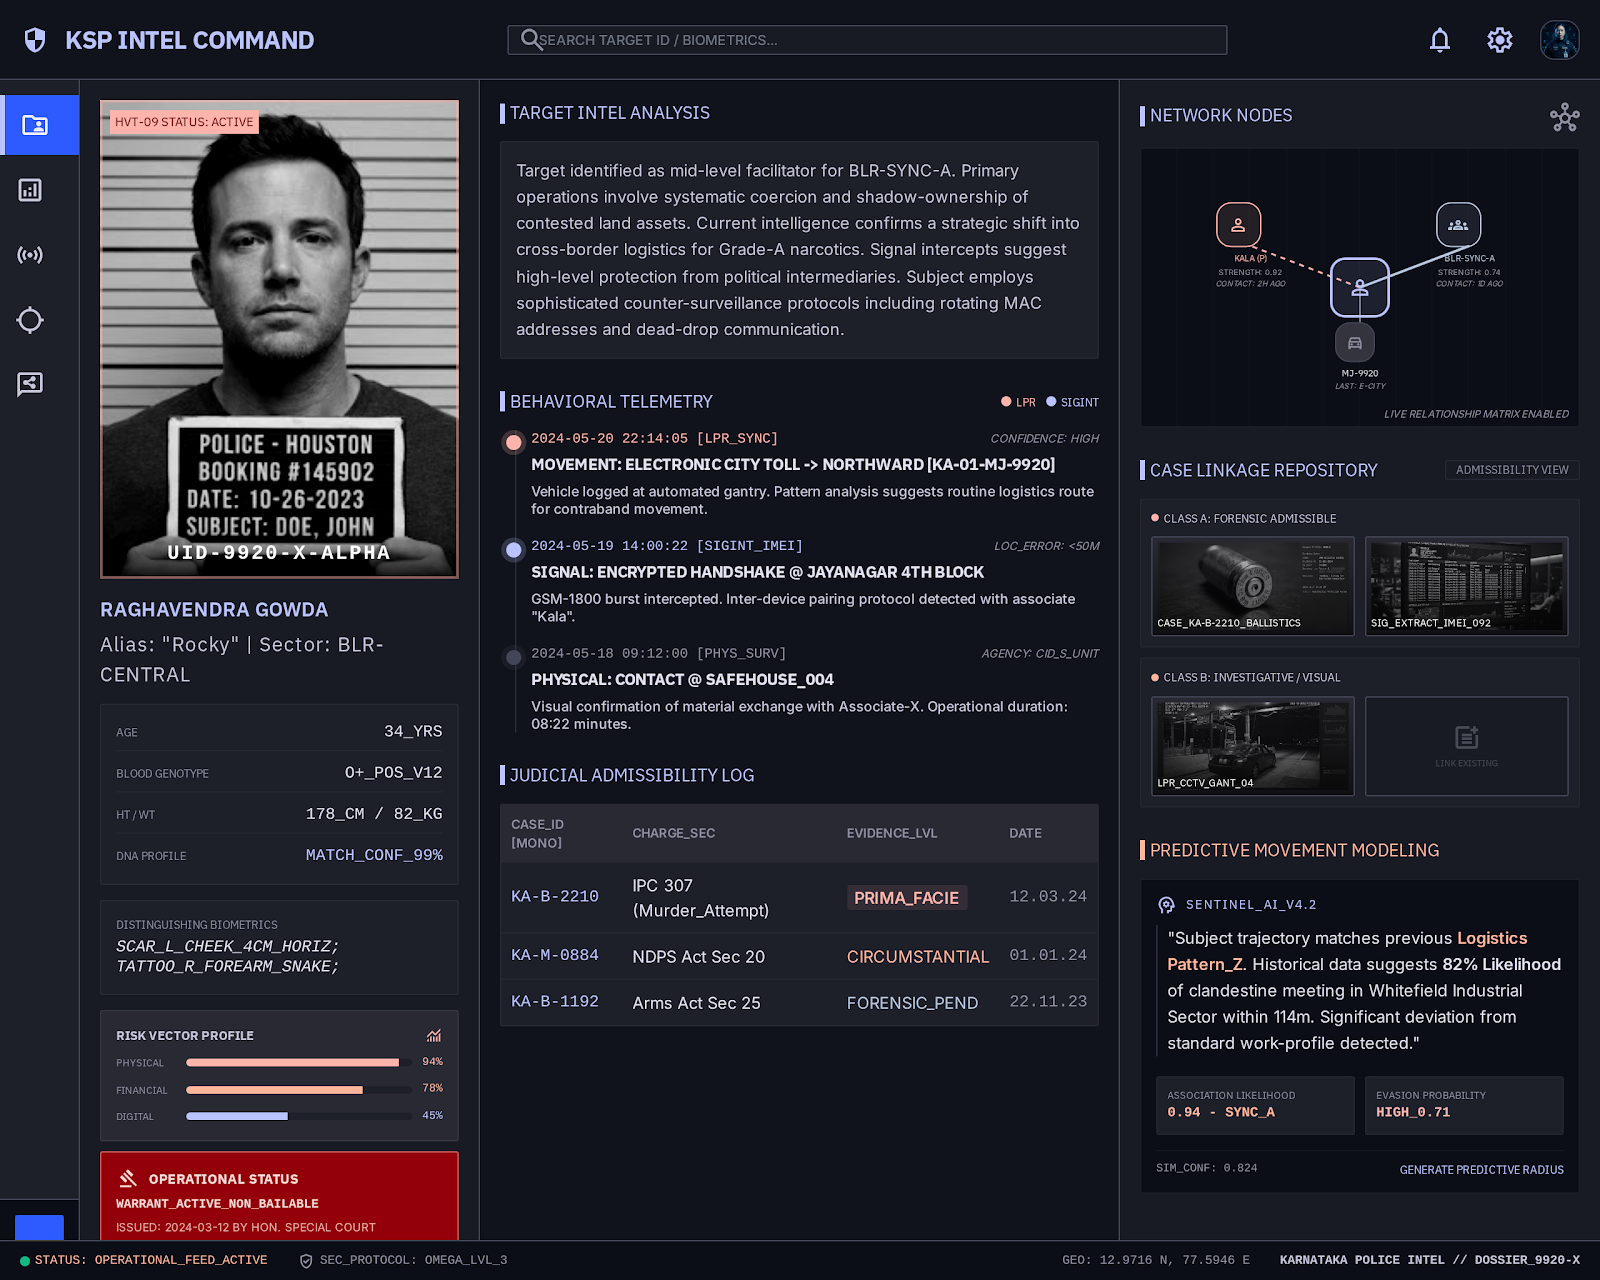 KSP INTEL COMMAND
SEARCH TARGET ID / BIOMETRICS...
HVT-09 STATUS: ACTIVE
POLICE - HOUSTON
BOOKING #145902
DATE: 10-26-2023
SUBJECT: DOE, JOHN
UID-9920-X-ALPHA
RAGHAVENDRA GOWDA
Alias: "Rocky" | Sector: BLR-
CENTRAL
AGE 34_YRS
BLOOD GENOTYPE O+_POS_V12
HT / WT 178_CM / 82_KG
DNA PROFILE MATCH_CONF_99%
DISTINGUISHING BIOMETRICS
SCAR_L_CHEEK_4CM_HORIZ;
TATTOO_R_FOREARM_SNAKE;
RISK VECTOR PROFILE
PHYSICAL 94%
FINANCIAL 78%
DIGITAL 45%
OPERATIONAL STATUS
WARRANT_ACTIVE_NON_BAILABLE
ISSUED: 2024-03-12 BY HON. SPECIAL COURT
TARGET INTEL ANALYSIS
Target identified as mid-level facilitator for BLR-SYNC-A. Primary
operations involve systematic coercion and shadow-ownership of
contested land assets. Current intelligence confirms a strategic shift into
cross-border logistics for Grade-A narcotics. Signal intercepts suggest
high-level protection from political intermediaries. Subject employs
sophisticated counter-surveillance protocols including rotating MAC
addresses and dead-drop communication.
BEHAVIORAL TELEMETRY LPR SIGINT
2024-05-20 22:14:05 [LPR_SYNC] CONFIDENCE: HIGH
MOVEMENT: ELECTRONIC CITY TOLL -> NORTHWARD [KA-01-MJ-9920]
Vehicle logged at automated gantry. Pattern analysis suggests routine logistics route
for contraband movement.
2024-05-19 14:00:22 [SIGINT_IMEI] LOC_ERROR: <50M
SIGNAL: ENCRYPTED HANDSHAKE @ JAYANAGAR 4TH BLOCK
GSM-1800 burst intercepted. Inter-device pairing protocol detected with associate
"Kala".
2024-05-18 09:12:00 [PHYS_SURV] AGENCY: CID_S_UNIT
PHYSICAL: CONTACT @ SAFEHOUSE_004
Visual confirmation of material exchange with Associate-X. Operational duration:
08:22 minutes.
JUDICIAL ADMISSIBILITY LOG
CASE_ID
[MONO] CHARGE_SEC EVIDENCE_LVL DATE
KA-B-2210 IPC 307
(Murder_Attempt) PRIMA_FACIE 12.03.24
KA-M-0884 NDPS Act Sec 20 CIRCUMSTANTIAL 01.01.24
KA-B-1192 Arms Act Sec 25 FORENSIC_PEND 22.11.23
NETWORK NODES
KALA (P)
STRENGTH: 0.92
CONTACT: 2H AGO
BLR-SYNC-A
STRENGTH: 0.74
CONTACT: 1D AGO
MJ-9920
LAST: E-CITY
LIVE RELATIONSHIP MATRIX ENABLED
CASE LINKAGE REPOSITORY ADMISSIBILITY VIEW
CLASS A: FORENSIC ADMISSIBLE
CASE_KA-B-2210_BALLISTICS
SIG_EXTRACT_IMEI_092
CLASS B: INVESTIGATIVE / VISUAL
LPR_CCTV_GANT_04
LINK EXISTING
PREDICTIVE MOVEMENT MODELING
SENTINEL_AI_V4.2
"Subject trajectory matches previous Logistics
Pattern_Z. Historical data suggests 82% Likelihood
of clandestine meeting in Whitefield Industrial
Sector within 114m. Significant deviation from
standard work-profile detected."
ASSOCIATION LIKELIHOOD
0.94 - SYNC_A
EVASION PROBABILITY
HIGH_0.71
SIM_CONF: 0.824 GENERATE PREDICTIVE RADIUS
STATUS: OPERATIONAL_FEED_ACTIVE SEC_PROTOCOL: OMEGA_LVL_3 GEO: 12.9716 N, 77.5946 E KARNATAKA POLICE INTEL // DOSSIER_9920-X